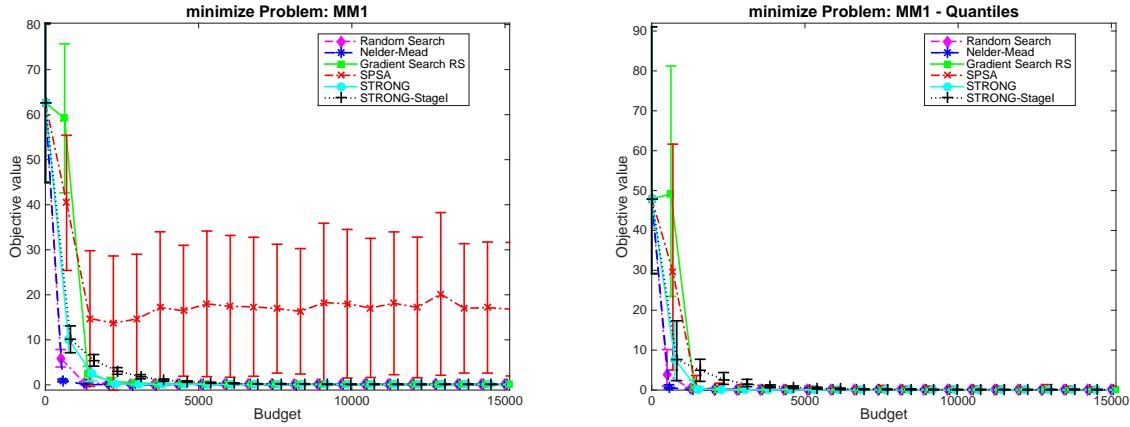 minimize Problem: MM1
80
70
60
50
40
30
20
10
0
Objective value
0
5000
10000
15000
Budget
Random Search
Nelder-Mead
Gradient Search RS
SPSA
STRONG
STRONG-StageI
minimize Problem: MM1 - Quantiles
90
80
70
60
50
40
30
20
10
0
Objective value
0
5000
10000
15000
Budget
Random Search
Nelder-Mead
Gradient Search RS
SPSA
STRONG
STRONG-StageI